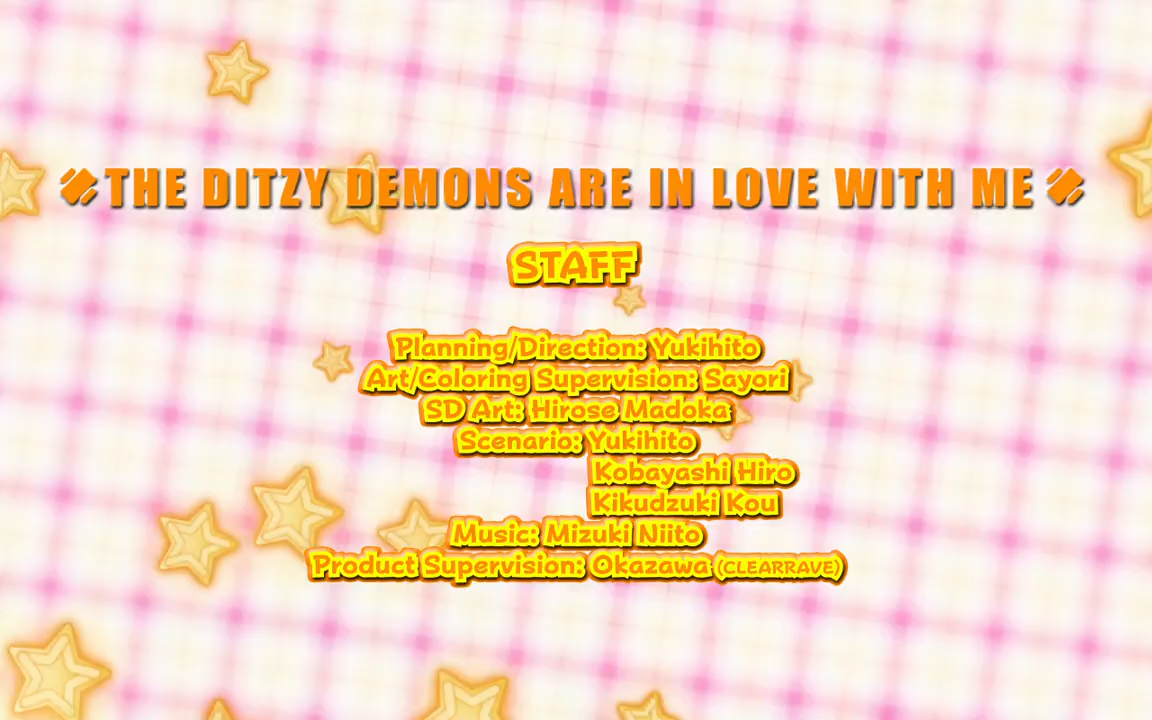 THE DITZY DEMONS ARE IN LOVE WITH ME
STAFF
Planning/Direction: Yukihito
Art/Coloring Supervision: Sayori
SD Art: Hirose Madoka
Scenario: Yukihito
Kobayashi Hiro
Kikudzuki Kou
Music: Mizuki Niito
Product Supervision: Okazawa (CLEARRAVE)